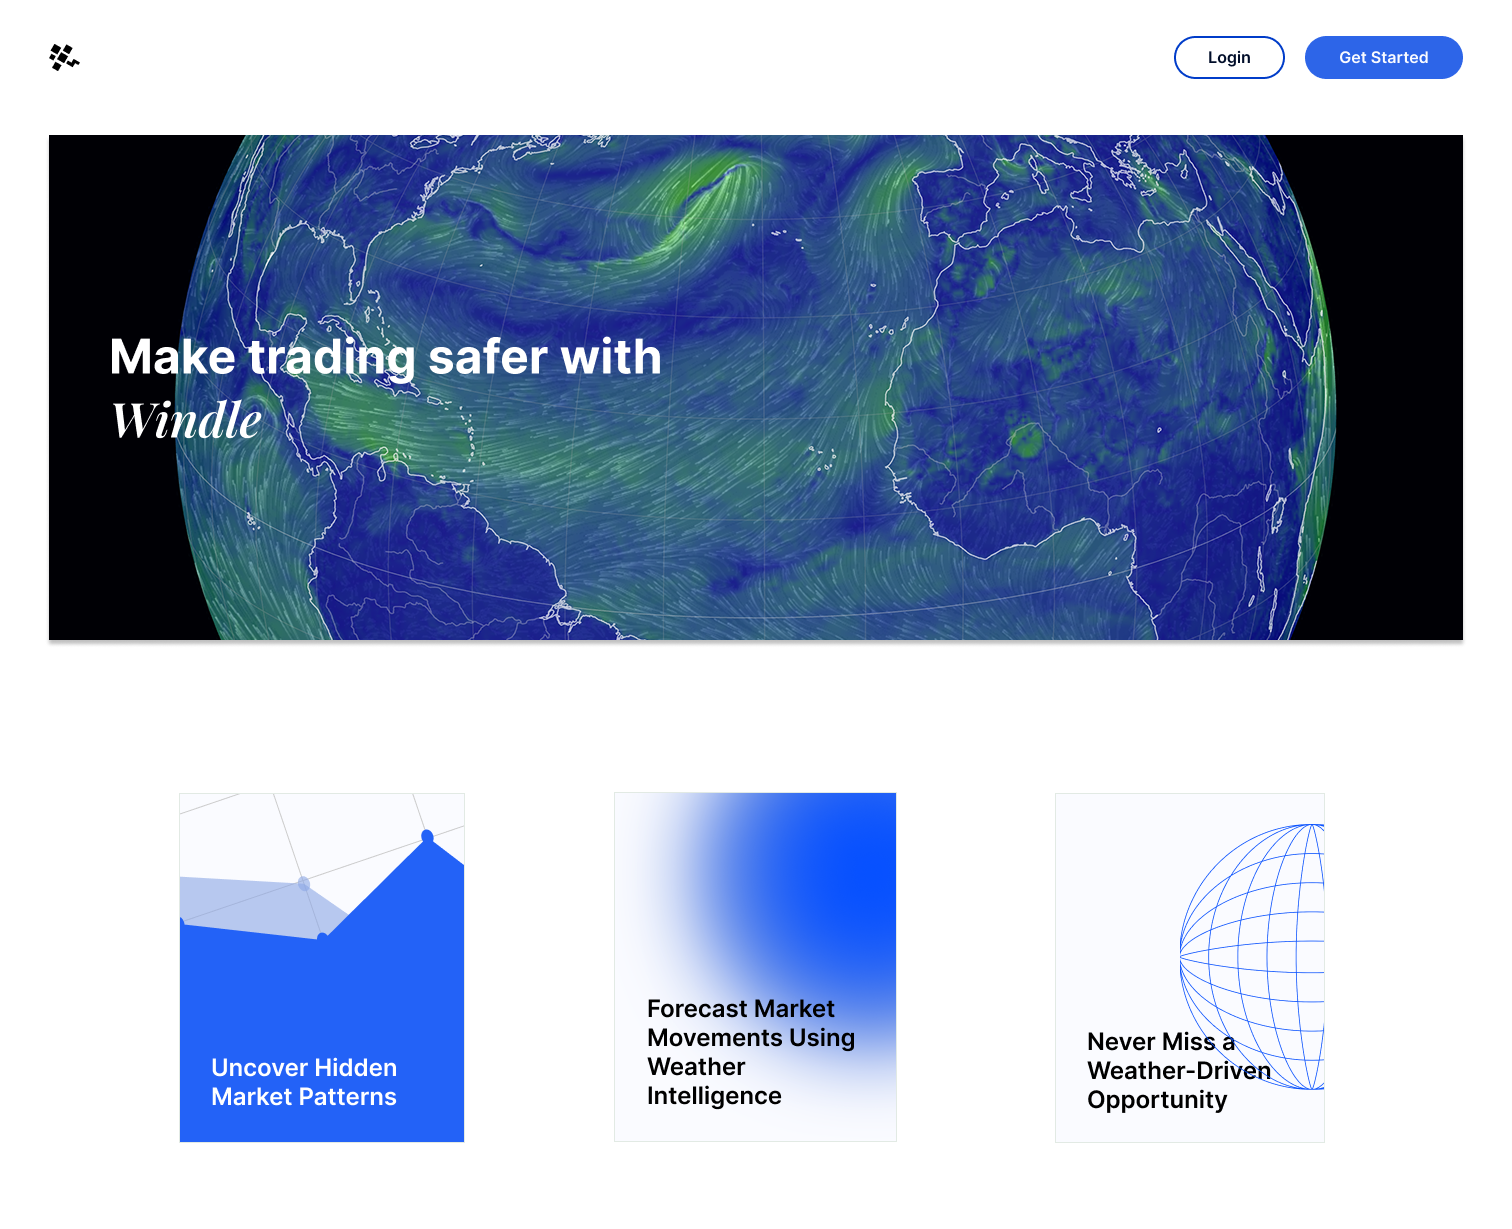 Login
Get Started
Make trading safer with
Windle
Uncover Hidden
Market Patterns
Forecast Market
Movements Using
Weather
Intelligence
Never Miss a
Weather-Driven
Opportunity